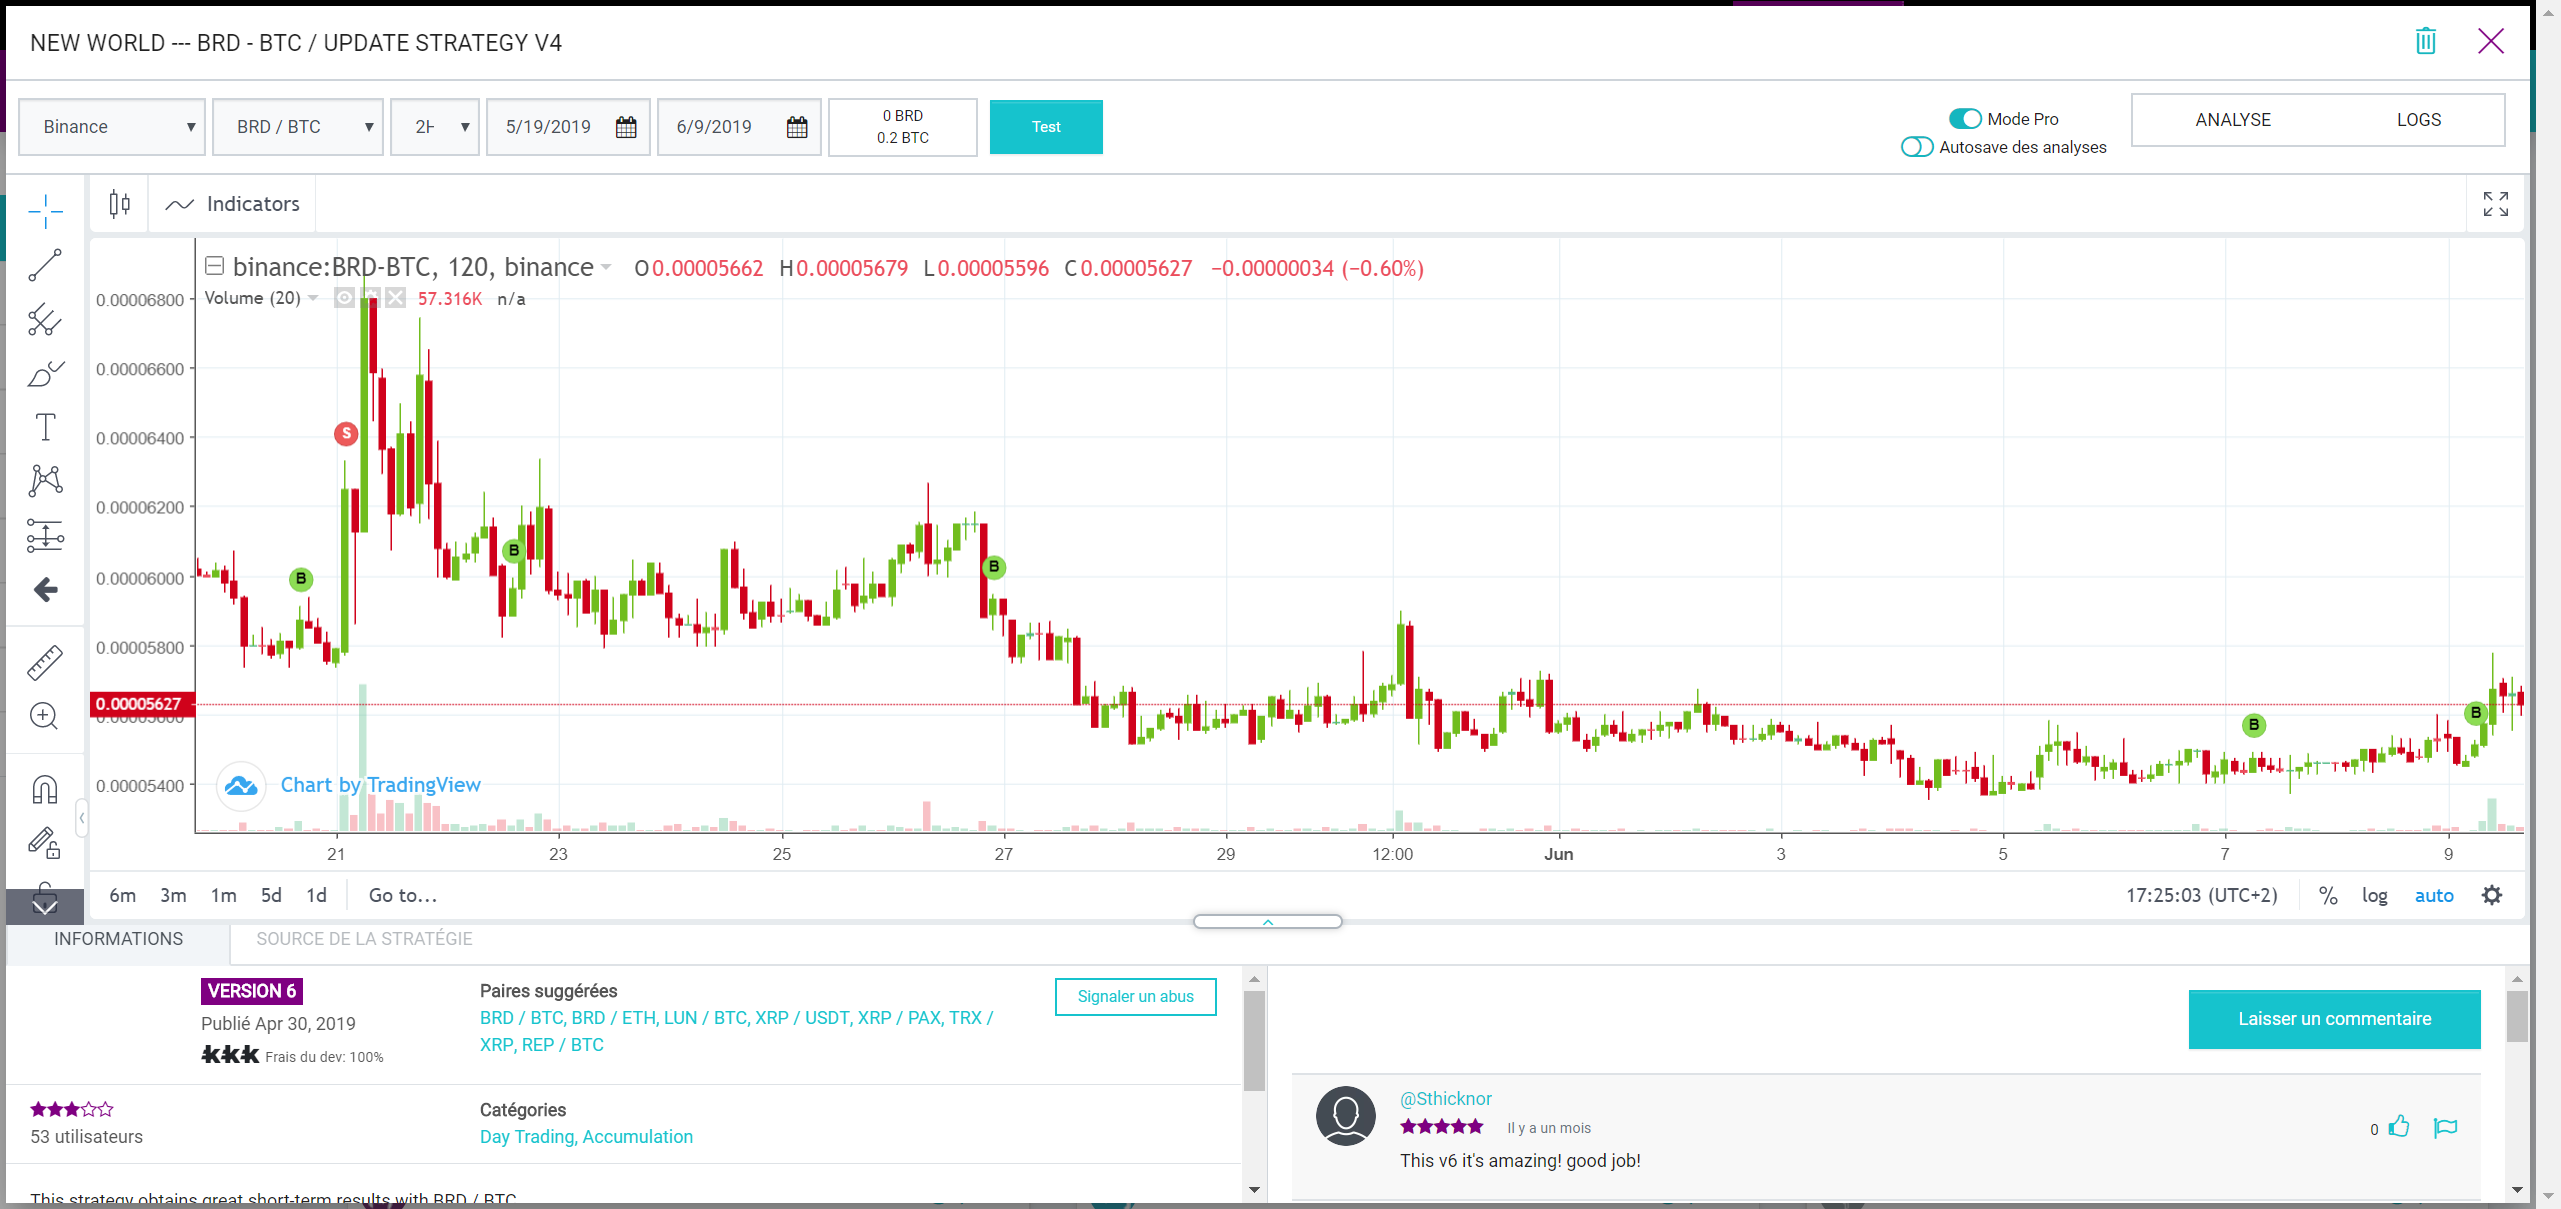 NEW WORLD --- BRD - BTC / UPDATE STRATEGY V4
Binance
BRD / BTC
5/19/2019
6/9/2019
0 BRD
0.2 BTC
Test
Mode Pro
Autosave des analyses
ANALYSE
LOGS
Indicators
binance:BRD-BTC, 120, binance
O0.00005662 H0.00005679 L0.00005596 C0.00005627 −0.00000034 (−0.60%)
Volume (20) 57.316K n/a
0.00006800
0.00006600
0.00006400
0.00006200
0.00006000
0.00005800
0.00005627
0.00005600
0.00005400
S
B
B
B
B
B
Chart by TradingView
21 23 25 27 29 12:00 Jun 3 5 7 9
6m 3m 1m 5d 1d Go to...
17:25:03 (UTC+2) % log auto
INFORMATIONS
SOURCE DE LA STRATÉGIE
VERSION 6
Publié Apr 30, 2019
Frais du dev: 100%
Paires suggérées
BRD / BTC, BRD / ETH, LUN / BTC, XRP / USDT, XRP / PAX, TRX /
XRP, REP / BTC
Signaler un abus
53 utilisateurs
Catégories
Day Trading, Accumulation
This strategy obtains great short-term results with BRD / BTC
Laisser un commentaire
@Sthicknor
Il y a un mois
0
This v6 it's amazing! good job!